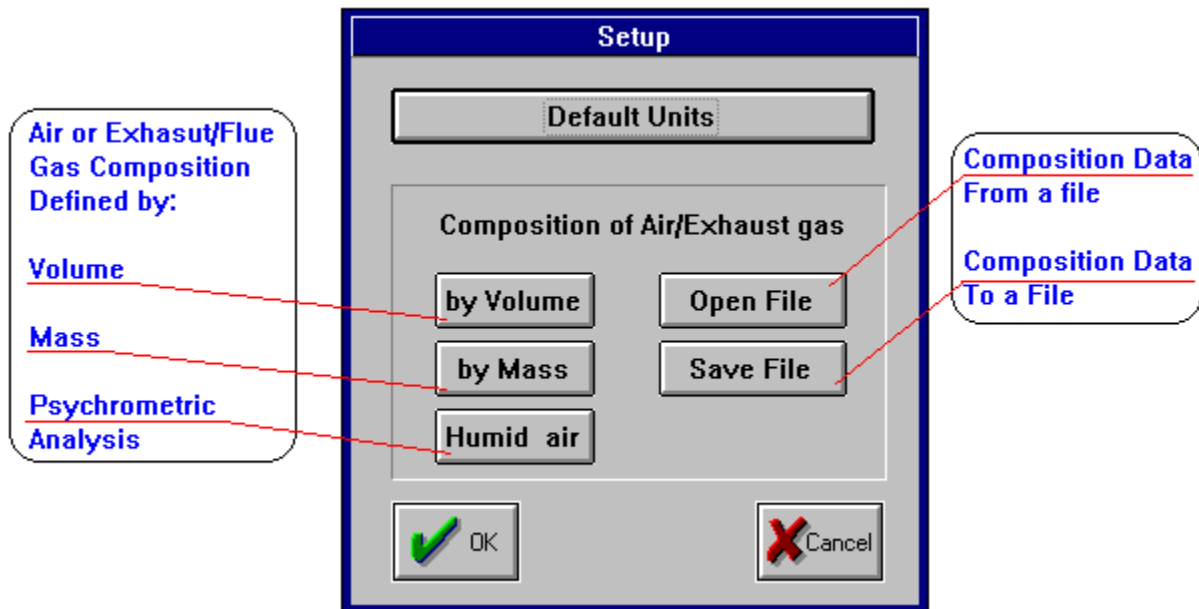 Setup
Default Units
Air or Exhasut/Flue
Gas Composition
Defined by:
Volume
Mass
Psychrometric
Analysis
Composition of Air/Exhaust gas
by Volume
Open File
by Mass
Save File
Humid air
OK
Cancel
Composition Data
From a file
Composition Data
To a File